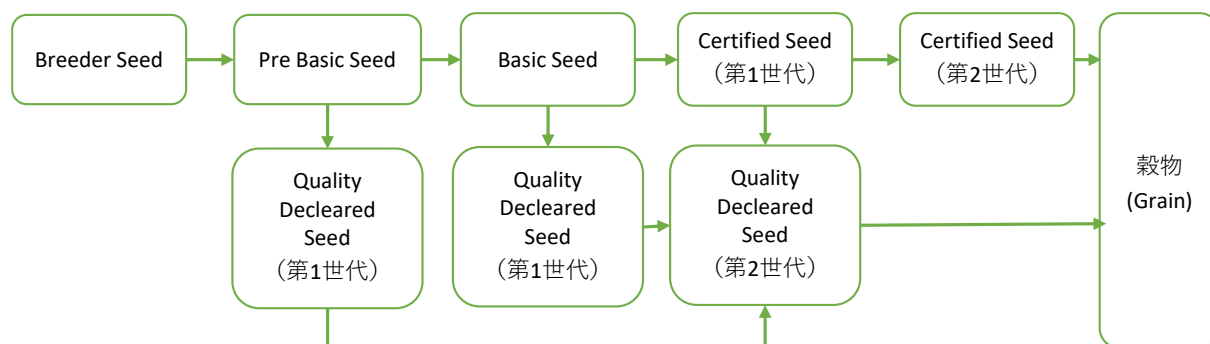 Breeder Seed
Pre Basic Seed
Basic Seed
Certified Seed
（第1世代）
Certified Seed
（第2世代）
Quality
Decleared
Seed
（第1世代）
Quality
Decleared
Seed
（第1世代）
Quality
Decleared
Seed
（第2世代）
穀物
(Grain)